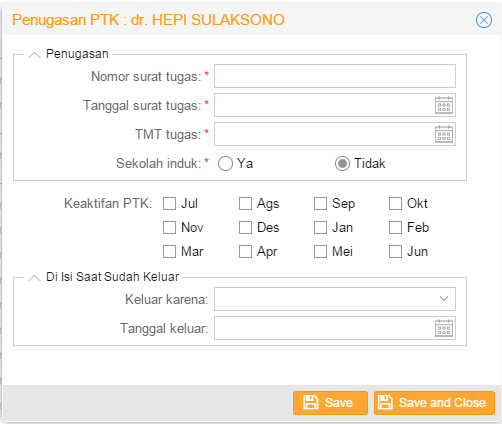 Penugasan PTK : dr. HEPI SULAKSONO
Penugasan
Nomor surat tugas: *
Tanggal surat tugas: *
TMT tugas: *
Sekolah induk: * Ya Tidak
Keaktifan PTK: Jul Ags Sep Okt
Nov Des Jan Feb
Mar Apr Mei Jun
Di Isi Saat Sudah Keluar
Keluar karena:
Tanggal keluar:
Save Save and Close